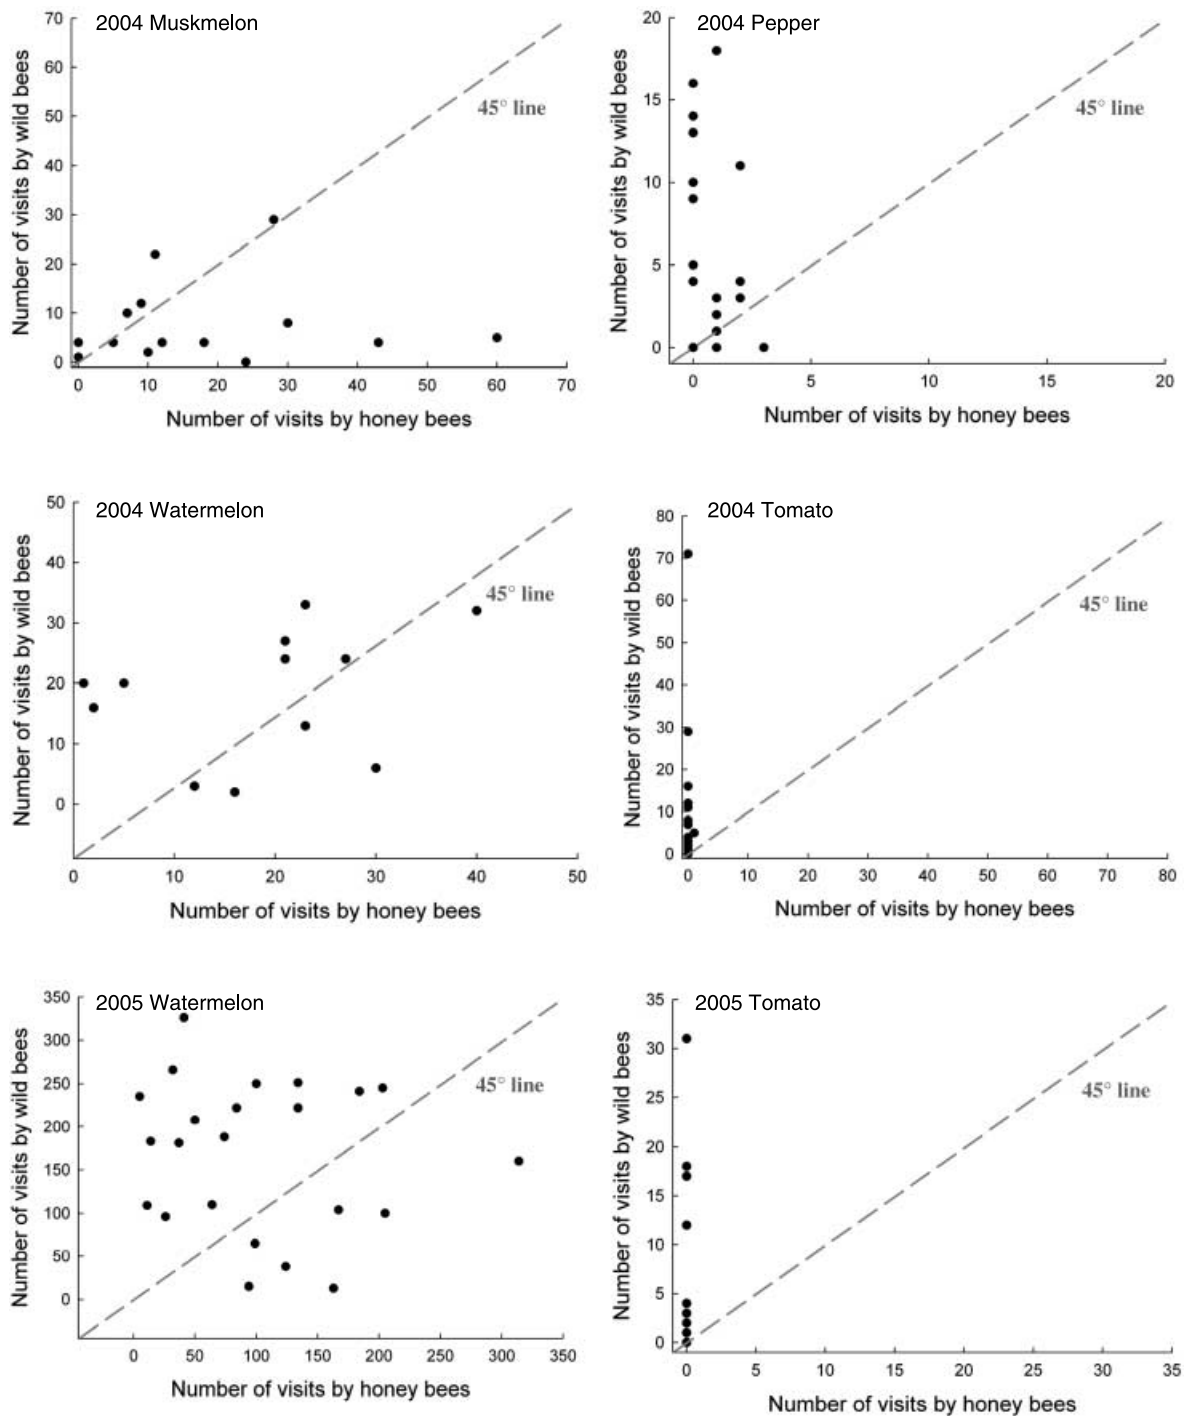 2004 Muskmelon
45° line
Number of visits by wild bees
70
60
50
40
30
20
10
0
0 10 20 30 40 50 60 70
Number of visits by honey bees
2004 Pepper
45° line
Number of visits by wild bees
20
15
10
5
0
0 5 10 15 20
Number of visits by honey bees
2004 Watermelon
45° line
Number of visits by wild bees
50
40
30
20
10
0
0 10 20 30 40 50
Number of visits by honey bees
2004 Tomato
45° line
Number of visits by wild bees
80
70
60
50
40
30
20
10
0
0 10 20 30 40 50 60 70 80
Number of visits by honey bees
2005 Watermelon
45° line
Number of visits by wild bees
350
300
250
200
150
100
50
0
0 50 100 150 200 250 300 350
Number of visits by honey bees
2005 Tomato
45° line
Number of visits by wild bees
35
30
25
20
15
10
5
0
0 5 10 15 20 25 30 35
Number of visits by honey bees